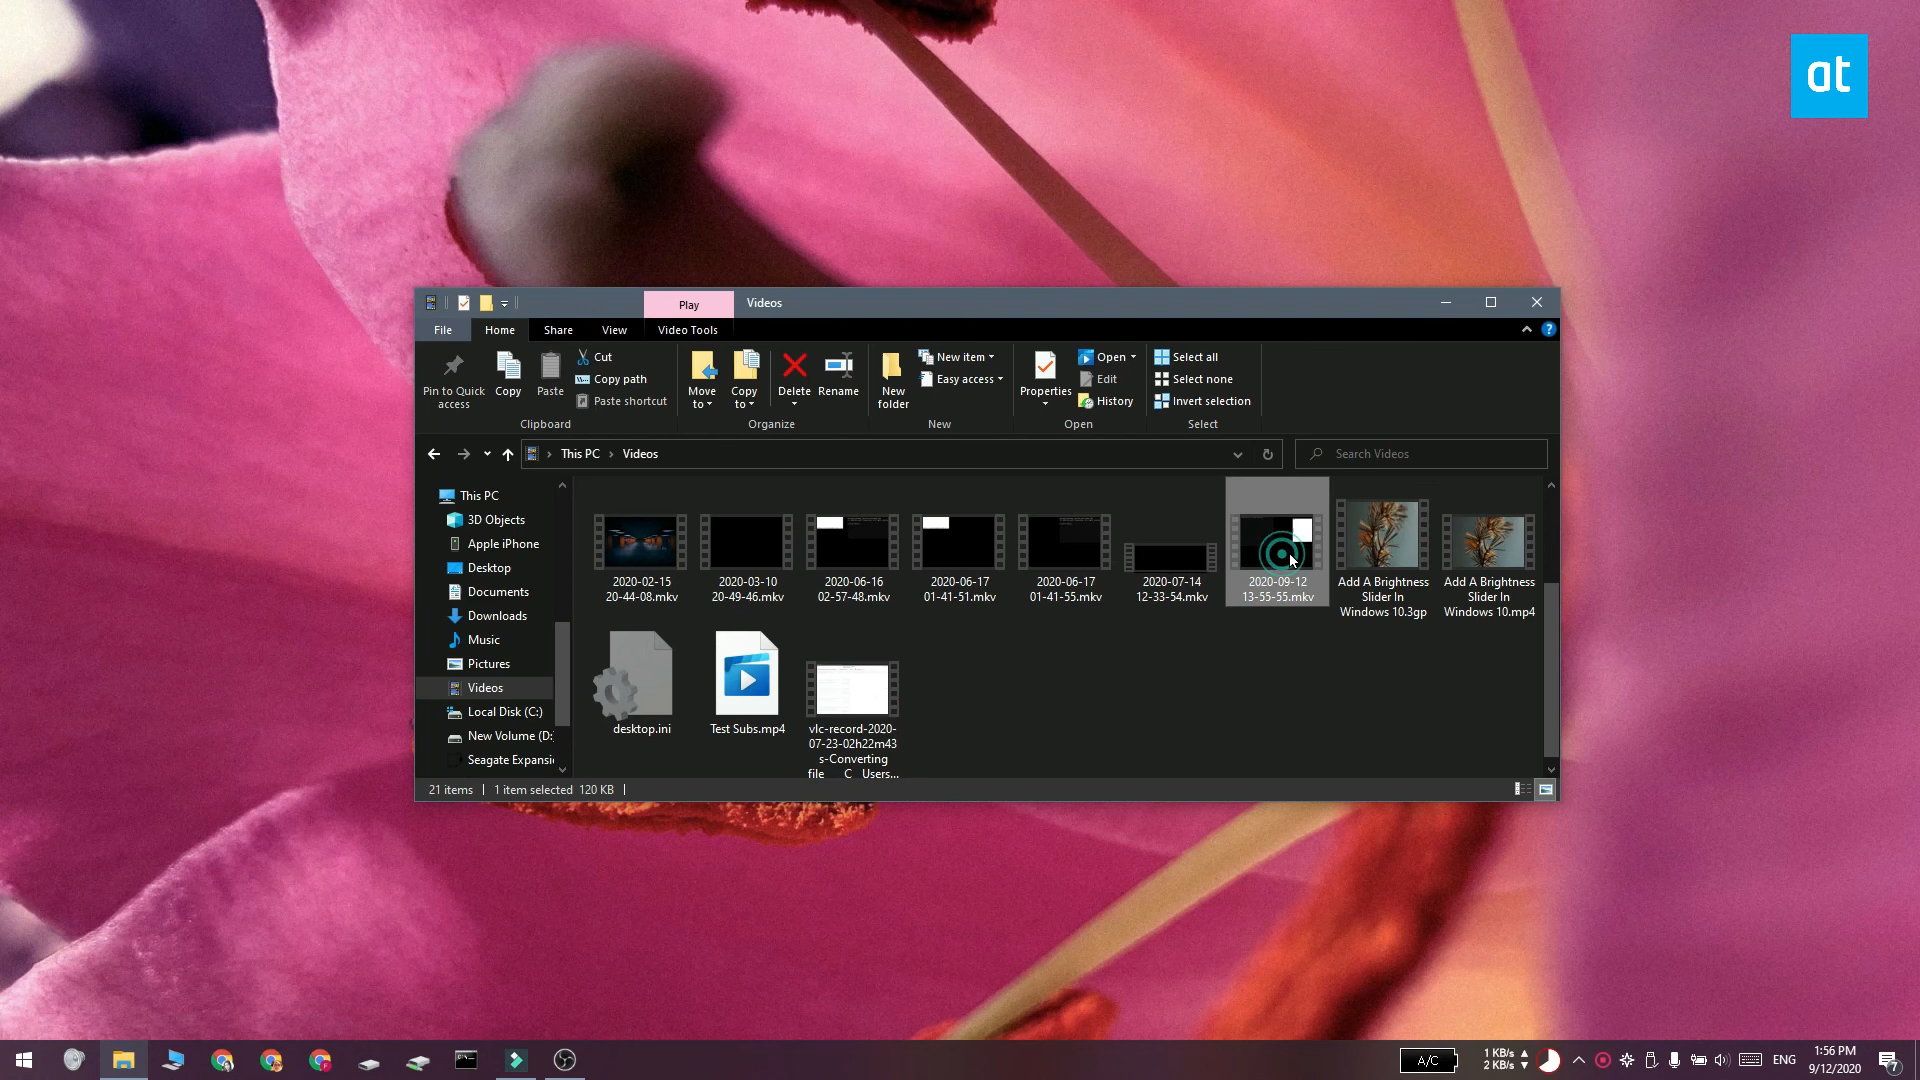 at
Play
Videos
File
Home
Share
View
Video Tools
Pin to Quick
access
Copy
Paste
Cut
Copy path
Paste shortcut
Clipboard
Move
to
Copy
to
Delete
Rename
Organize
New
folder
New item
Easy access
New
Properties
Open
Edit
History
Open
Select all
Select none
Invert selection
Select
This PC
Videos
Search Videos
This PC
3D Objects
Apple iPhone
Desktop
Documents
Downloads
Music
Pictures
Videos
Local Disk (C:)
New Volume (D:
Seagate Expansi
2020-02-15
20-44-08.mkv
2020-03-10
20-49-46.mkv
2020-06-16
02-57-48.mkv
2020-06-17
01-41-51.mkv
2020-06-17
01-41-55.mkv
2020-07-14
12-33-54.mkv
2020-09-12
13-55-55.mkv
Add A Brightness
Slider In
Windows 10.3gp
Add A Brightness
Slider In
Windows 10.mp4
desktop.ini
Test Subs.mp4
vlc-record-2020-
07-23-02h22m43
s-Converting
file___C__Users...
21 items
1 item selected 120 KB
A/C
1 KB/s
2 KB/s
ENG
1:56 PM
9/12/2020
7